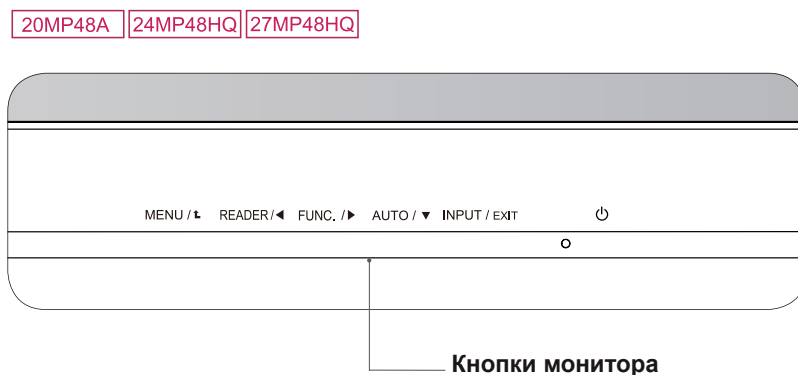 20MP48A 24MP48HQ 27MP48HQ
MENU / ⮤ READER/◀ FUNC. /▶ AUTO / ▼ INPUT / EXIT ⏻
Кнопки монитора